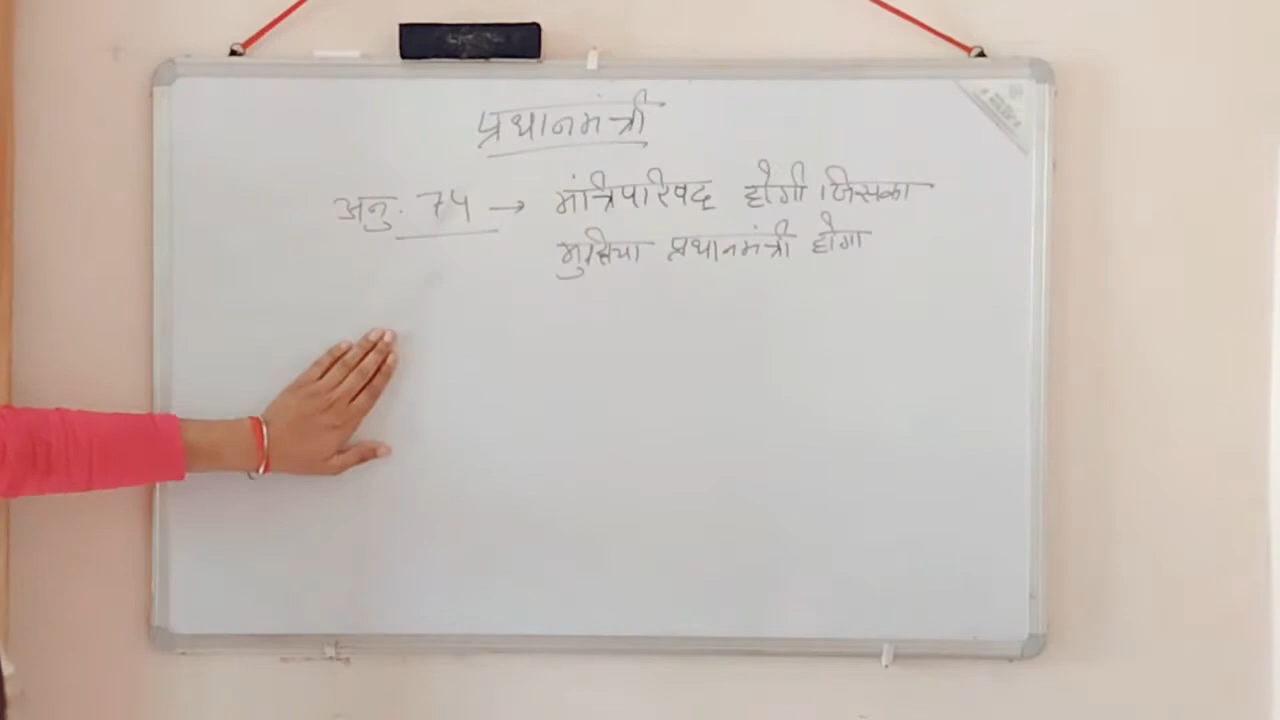 प्रधानमंत्री
अनु. 74 → मंत्रिपरिषद होगी जिसका
मुखिया प्रधानमंत्री होगा